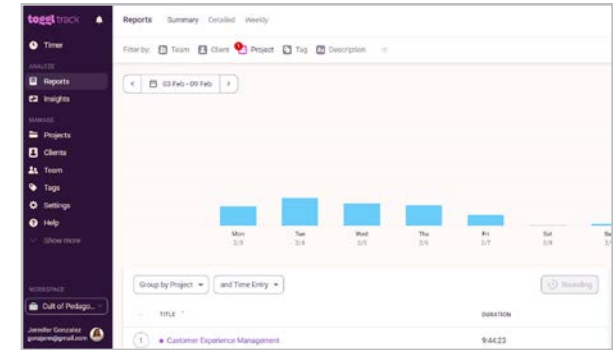 toggl track
Reports Summary Detailed Weekly
Timer
Filter by: Team Client 1 Project Tag Description
ANALYZE
Reports
03 Feb - 09 Feb
Insights
MANAGE
Projects
Clients
Team
Tags
Settings
Help
Show more
Mon Tue Wed Thu Fri Sat
2/3 2/4 2/5 2/6 2/7 2/8
WORKSPACE
Group by Project and Time Entry Rounding
Cult of Pedago...
TITLE DURATION
Jennifer Gonzalez
1 Customer Experience Management 9:44:23